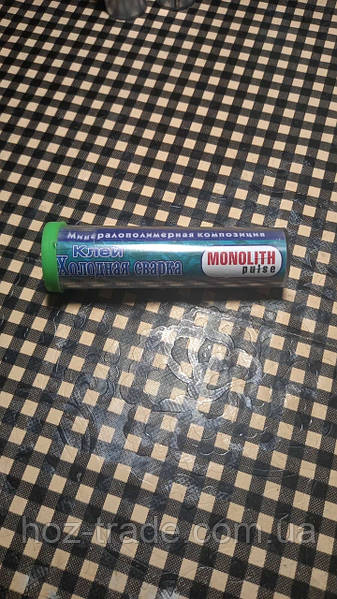 Минералополимерная композиция
Клей
Холодная сварка
MONOLITH
pulse
hoz-trade.com.ua